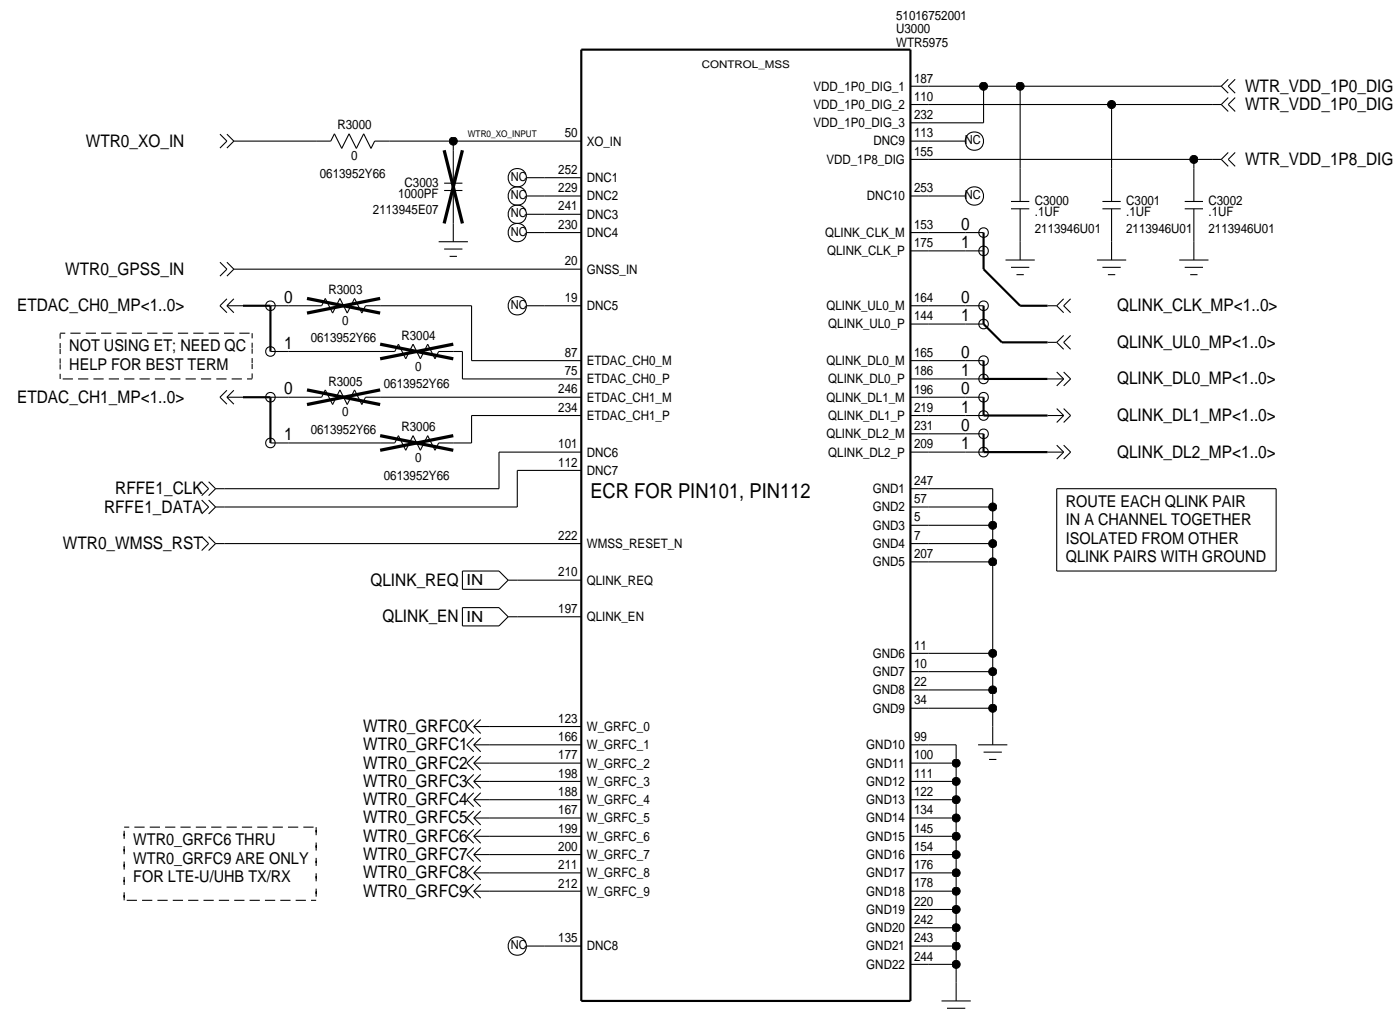 51016752001
U3000
WTR5975
CONTROL_MSS
WTR0_XO_IN
R3000
0
0613952Y66
WTR0_XO_INPUT
50
XO_IN
C3003
1000PF
2113945E07
NC
252
DNC1
NC
229
DNC2
NC
241
DNC3
NC
230
DNC4
WTR0_GPSS_IN
20
GNSS_IN
ETDAC_CH0_MP<1..0>
0
R3003
0
0613952Y66
NC
19
DNC5
1
R3004
0
0613952Y66
NOT USING ET; NEED QC
HELP FOR BEST TERM
87
ETDAC_CH0_M
75
ETDAC_CH0_P
ETDAC_CH1_MP<1..0>
0
R3005
0
0613952Y66
246
ETDAC_CH1_M
234
ETDAC_CH1_P
1
R3006
0
0613952Y66
101
DNC6
112
DNC7
RFFE1_CLK
RFFE1_DATA
ECR FOR PIN101, PIN112
WTR0_WMSS_RST
222
WMSS_RESET_N
QLINK_REQ
IN
210
QLINK_REQ
QLINK_EN
IN
197
QLINK_EN
WTR0_GRFC0
123
W_GRFC_0
WTR0_GRFC1
166
W_GRFC_1
WTR0_GRFC2
177
W_GRFC_2
WTR0_GRFC3
198
W_GRFC_3
WTR0_GRFC4
188
W_GRFC_4
WTR0_GRFC5
167
W_GRFC_5
WTR0_GRFC6
199
W_GRFC_6
WTR0_GRFC7
200
W_GRFC_7
WTR0_GRFC8
211
W_GRFC_8
WTR0_GRFC9
212
W_GRFC_9
WTR0_GRFC6 THRU
WTR0_GRFC9 ARE ONLY
FOR LTE-U/UHB TX/RX
NC
135
DNC8
VDD_1P0_DIG_1
187
WTR_VDD_1P0_DIG
VDD_1P0_DIG_2
110
WTR_VDD_1P0_DIG
VDD_1P0_DIG_3
232
DNC9
113
NC
VDD_1P8_DIG
155
WTR_VDD_1P8_DIG
DNC10
253
NC
C3000
.1UF
2113946U01
C3001
.1UF
2113946U01
C3002
.1UF
2113946U01
QLINK_CLK_M
153
0
QLINK_CLK_P
175
1
QLINK_CLK_MP<1..0>
QLINK_UL0_M
164
0
QLINK_UL0_P
144
1
QLINK_UL0_MP<1..0>
QLINK_DL0_M
165
0
QLINK_DL0_P
186
1
QLINK_DL0_MP<1..0>
QLINK_DL1_M
196
0
QLINK_DL1_P
219
1
QLINK_DL1_MP<1..0>
QLINK_DL2_M
231
0
QLINK_DL2_P
209
1
QLINK_DL2_MP<1..0>
ROUTE EACH QLINK PAIR
IN A CHANNEL TOGETHER
ISOLATED FROM OTHER
QLINK PAIRS WITH GROUND
GND1
247
GND2
57
GND3
5
GND4
7
GND5
207
GND6
11
GND7
10
GND8
22
GND9
34
GND10
99
GND11
100
GND12
111
GND13
122
GND14
134
GND15
145
GND16
154
GND17
176
GND18
178
GND19
220
GND20
242
GND21
243
GND22
244